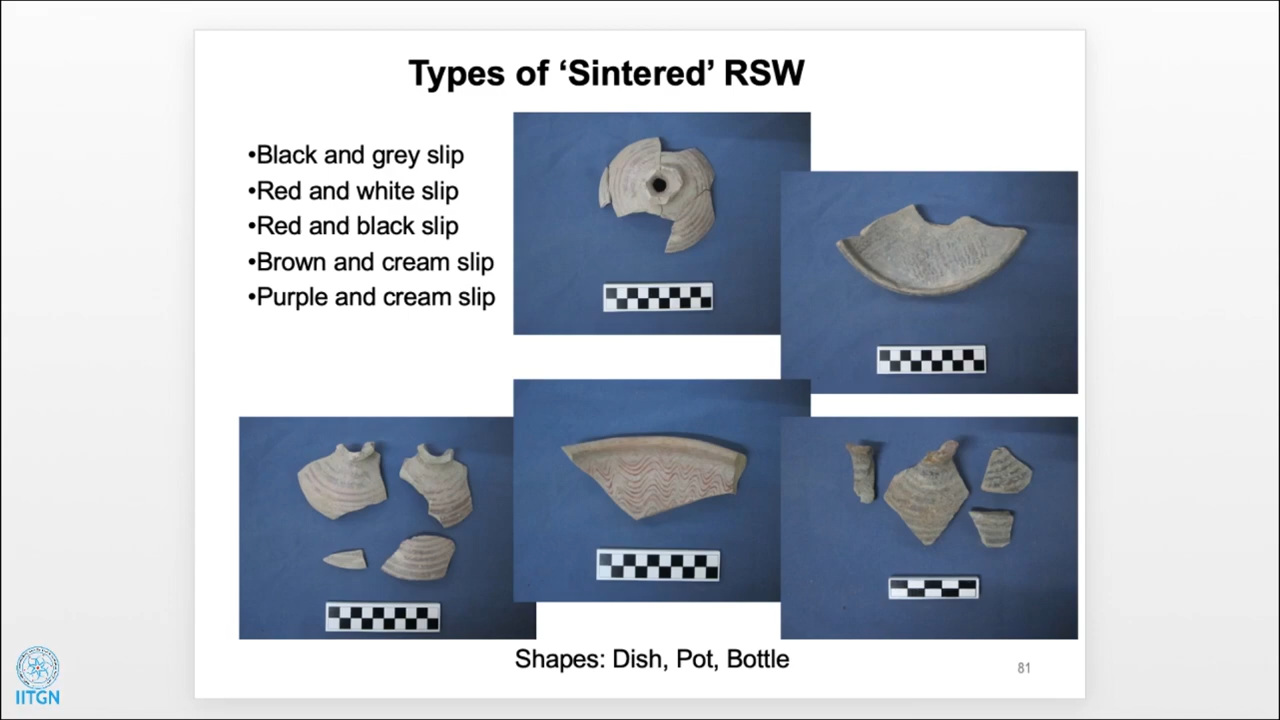 Types of ‘Sintered’ RSW
•Black and grey slip
•Red and white slip
•Red and black slip
•Brown and cream slip
•Purple and cream slip
Shapes: Dish, Pot, Bottle
81
IITGN